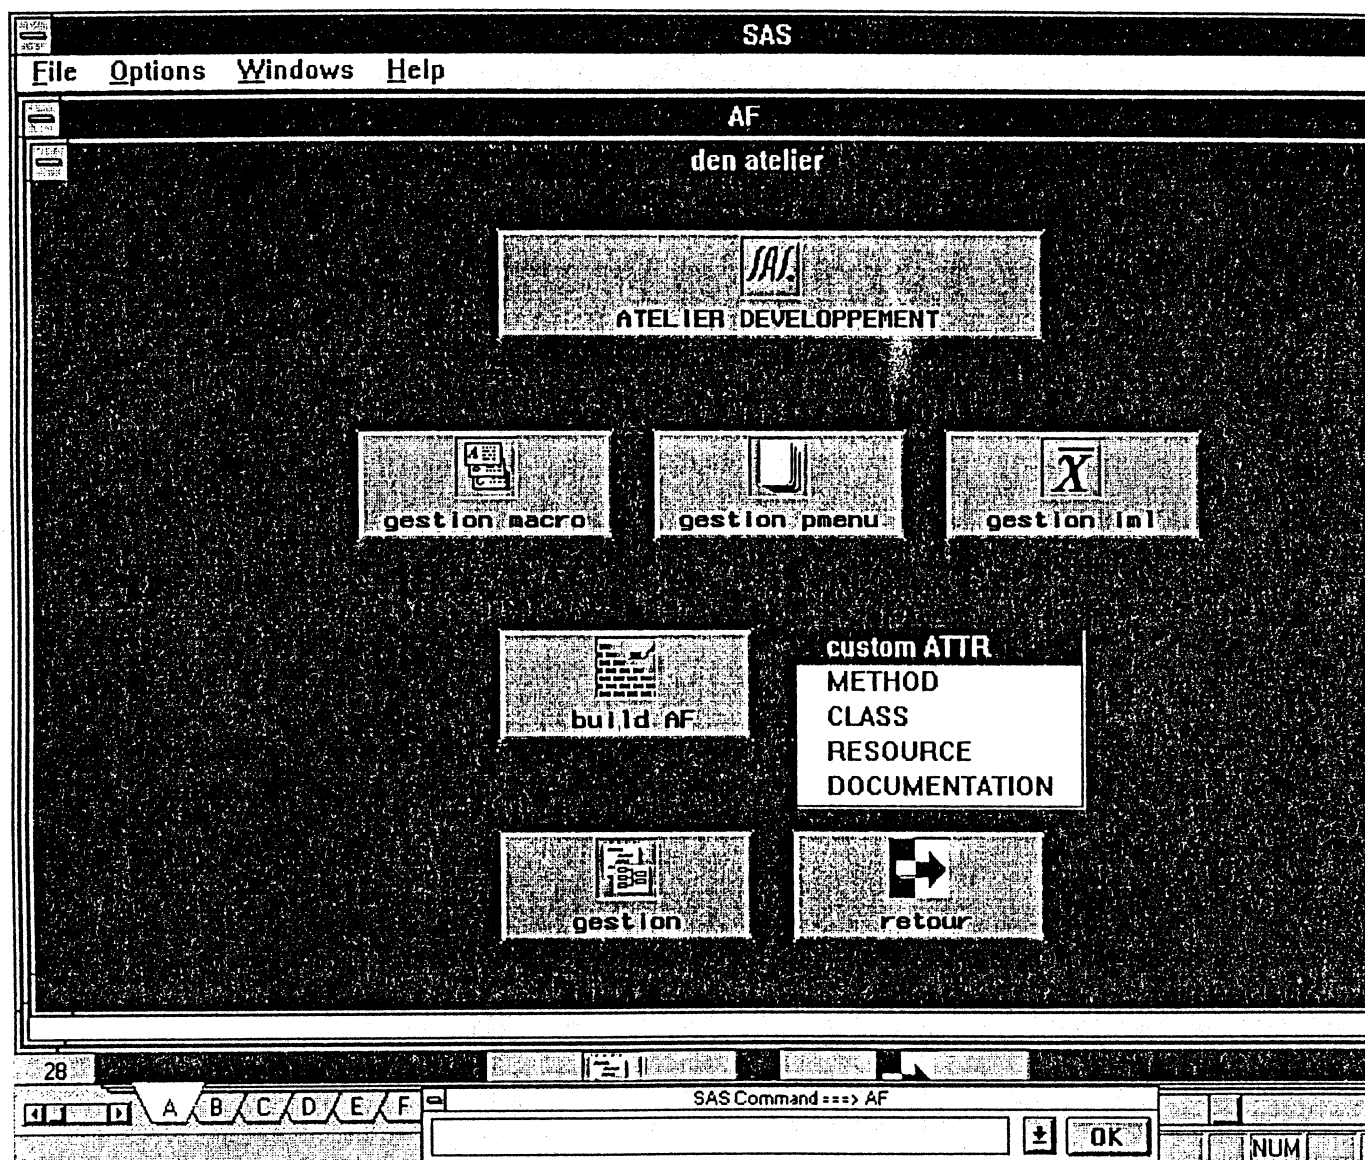 SAS
File Options Windows Help
AF
den atelier
SAS
ATELIER DEVELOPPEMENT
gestion macro
gestion pmenu
gestion iml
build AF
custom ATTR
METHOD
CLASS
RESOURCE
DOCUMENTATION
gestion
retour
28
A B C D E F
SAS Command ===> AF
OK
NUM